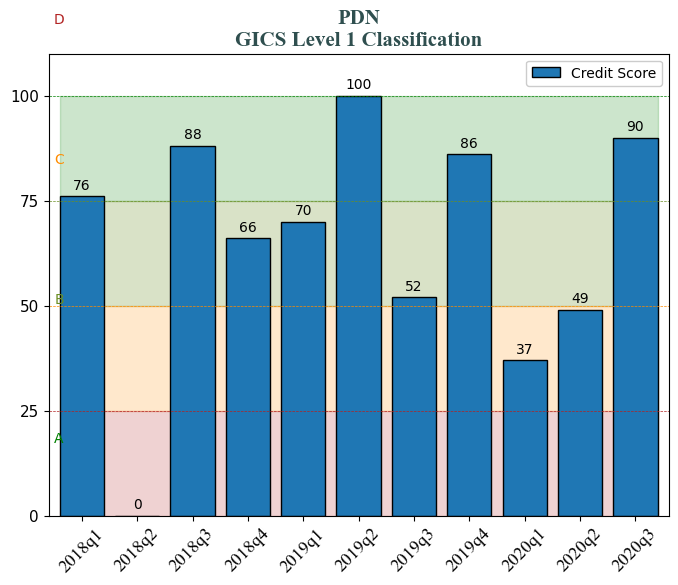 D
PDN
GICS Level 1 Classification
Credit Score
100
100
90
88
86
C
76
75
70
66
52
B
50
49
37
25
A
0
0
2018q1
2018q2
2018q3
2018q4
2019q1
2019q2
2019q3
2019q4
2020q1
2020q2
2020q3